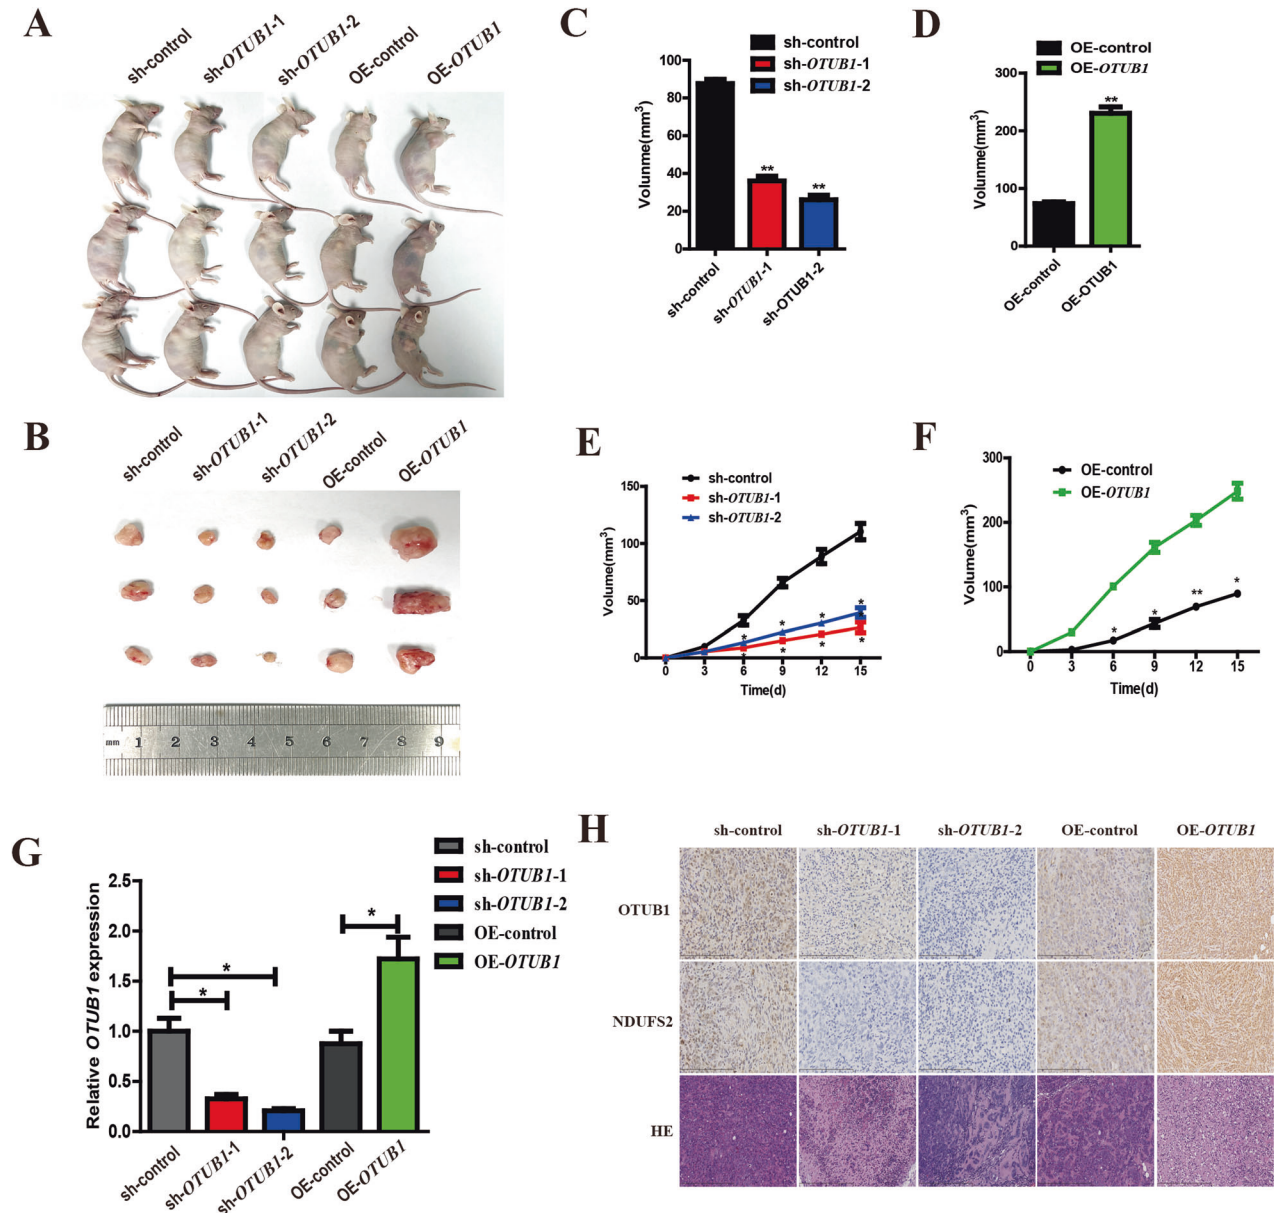 A
sh-control
sh-OTUB1-1
sh-OTUB1-2
OE-control
OE-OTUB1
B
sh-control
sh-OTUB1-1
sh-OTUB1-2
OE-control
OE-OTUB1
mm 1 2 3 4 5 6 7 8 9
C
sh-control
sh-OTUB1-1
sh-OTUB1-2
Volunme(mm3)
100
80
60
40
20
0
**
**
sh-control
sh-OTUB1-1
sh-OTUB1-2
D
OE-control
OE-OTUB1
Volunme(mm3)
300
200
100
0
**
OE-control
OE-OTUB1
E
sh-control
sh-OTUB1-1
sh-OTUB1-2
Volume(mm3)
150
100
50
0
* * * *
* * * *
0 3 6 9 12 15
Time(d)
F
OE-control
OE-OTUB1
Volume(mm3)
300
200
100
0
* * ** *
0 3 6 9 12 15
Time(d)
G
sh-control
sh-OTUB1-1
sh-OTUB1-2
OE-control
OE-OTUB1
Relative OTUB1 expression
2.5
2.0
1.5
1.0
0.5
0.0
*
*
*
sh-control
sh-OTUB1-1
sh-OTUB1-2
OE-control
OE-OTUB1
H
sh-control sh-OTUB1-1 sh-OTUB1-2 OE-control OE-OTUB1
OTUB1
NDUFS2
HE